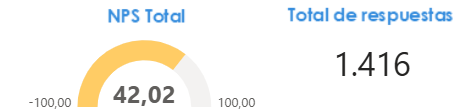 NPS Total
42,02
-100,00
100,00
Total de respuestas
1.416